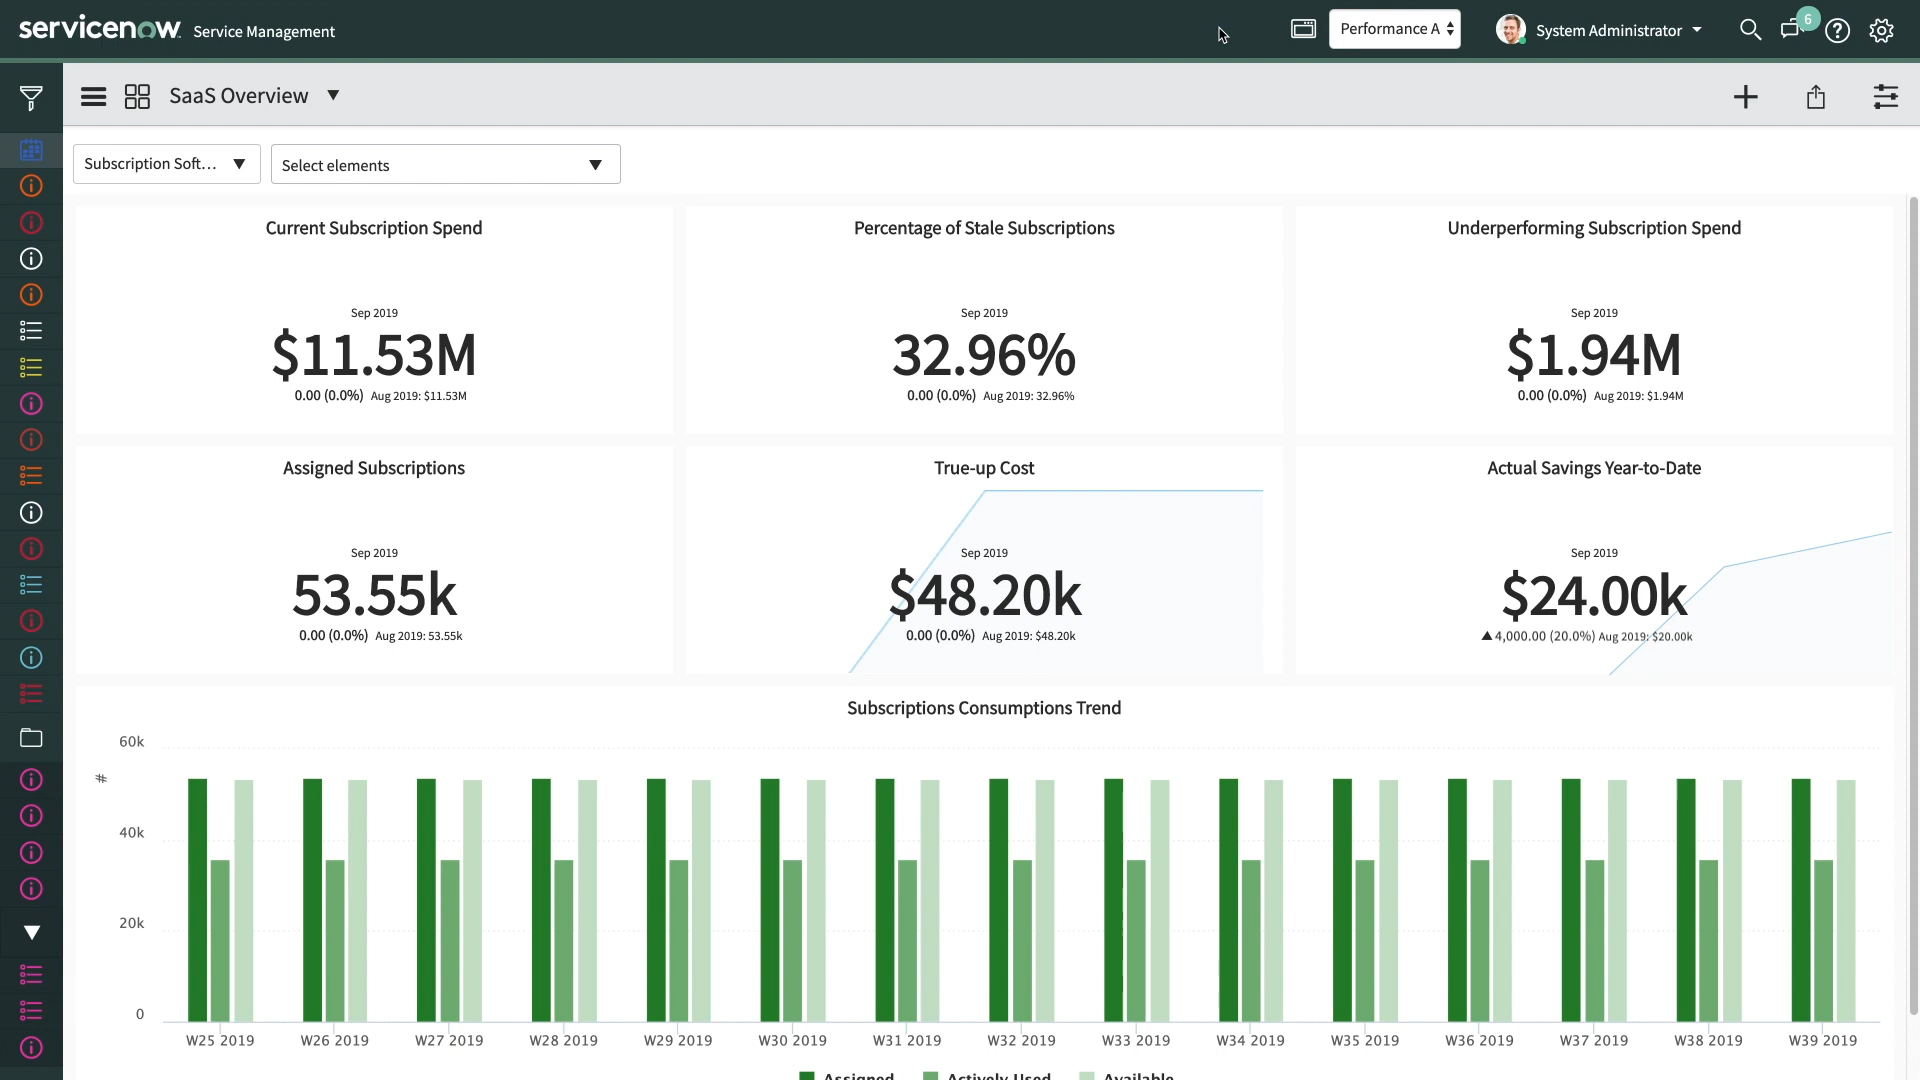 servicenow Service Management
Performance A
System Administrator
6
SaaS Overview
Subscription Soft...
Select elements
Current Subscription Spend
Sep 2019
$11.53M
0.00 (0.0%) Aug 2019: $11.53M
Percentage of Stale Subscriptions
Sep 2019
32.96%
0.00 (0.0%) Aug 2019: 32.96%
Underperforming Subscription Spend
Sep 2019
$1.94M
0.00 (0.0%) Aug 2019: $1.94M
Assigned Subscriptions
Sep 2019
53.55k
0.00 (0.0%) Aug 2019: 53.55k
True-up Cost
Sep 2019
$48.20k
0.00 (0.0%) Aug 2019: $48.20k
Actual Savings Year-to-Date
Sep 2019
$24.00k
▲4,000.00 (20.0%) Aug 2019: $20.00k
Subscriptions Consumptions Trend
60k
#
40k
20k
0
W25 2019 W26 2019 W27 2019 W28 2019 W29 2019 W30 2019 W31 2019 W32 2019 W33 2019 W34 2019 W35 2019 W36 2019 W37 2019 W38 2019 W39 2019
Assigned Actively Used Available